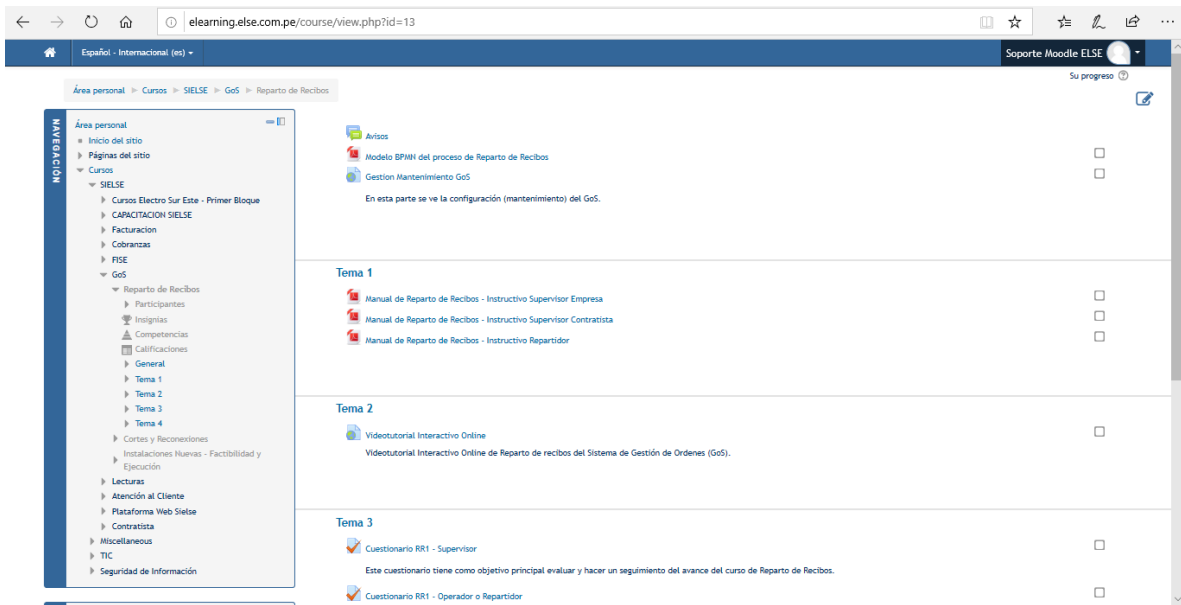 elearning.else.com.pe/course/view.php?id=13
Español - Internacional (es)
Soporte Moodle ELSE
Su progreso
Área personal Cursos SIELSE GoS Reparto de Recibos
NAVEGACIÓN
Área personal
Inicio del sitio
Páginas del sitio
Cursos
SIELSE
Cursos Electro Sur Este - Primer Bloque
CAPACITACION SIELSE
Facturacion
Cobranzas
FISE
GoS
Reparto de Recibos
Participantes
Insignias
Competencias
Calificaciones
General
Tema 1
Tema 2
Tema 3
Tema 4
Cortes y Reconexiones
Instalaciones Nuevas - Factibilidad y
Ejecución
Lecturas
Atención al Cliente
Plataforma Web Sielse
Contratista
Miscellaneous
TIC
Seguridad de Información
Avisos
Modelo BPMN del proceso de Reparto de Recibos
Gestion Mantenimiento GoS
En esta parte se ve la configuración (mantenimiento) del GoS.
Tema 1
Manual de Reparto de Recibos - Instructivo Supervisor Empresa
Manual de Reparto de Recibos - Instructivo Supervisor Contratista
Manual de Reparto de Recibos - Instructivo Repartidor
Tema 2
Videotutorial Interactivo Online
Videotutorial Interactivo Online de Reparto de recibos del Sistema de Gestión de Ordenes (GoS).
Tema 3
Cuestionario RR1 - Supervisor
Este cuestionario tiene como objetivo principal evaluar y hacer un seguimiento del avance del curso de Reparto de Recibos.
Cuestionario RR1 - Operador o Repartidor